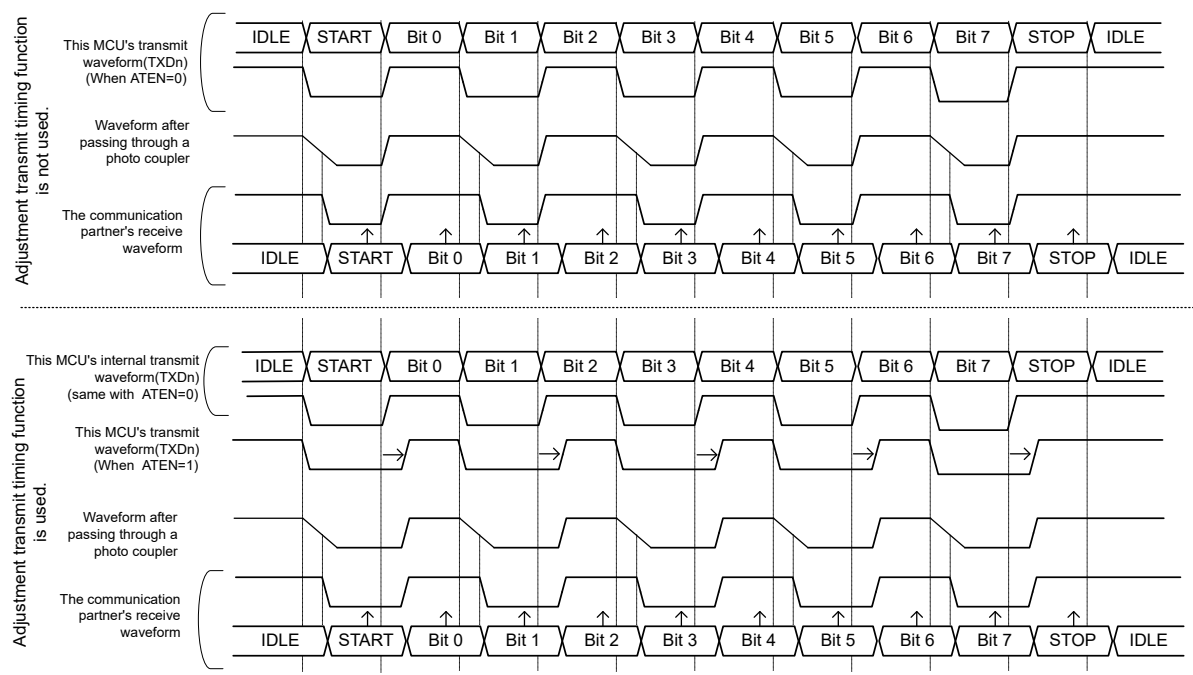 Adjustment transmit timing function
is not used.
This MCU's transmit
waveform(TXDn)
(When ATEN=0)
IDLE START Bit 0 Bit 1 Bit 2 Bit 3 Bit 4 Bit 5 Bit 6 Bit 7 STOP IDLE
Waveform after
passing through a
photo coupler
The communication
partner's receive
waveform
IDLE START Bit 0 Bit 1 Bit 2 Bit 3 Bit 4 Bit 5 Bit 6 Bit 7 STOP IDLE
Adjustment transmit timing function
is used.
This MCU's internal transmit
waveform(TXDn)
(same with ATEN=0)
IDLE START Bit 0 Bit 1 Bit 2 Bit 3 Bit 4 Bit 5 Bit 6 Bit 7 STOP IDLE
This MCU's transmit
waveform(TXDn)
(When ATEN=1)
Waveform after
passing through a
photo coupler
The communication
partner's receive
waveform
IDLE START Bit 0 Bit 1 Bit 2 Bit 3 Bit 4 Bit 5 Bit 6 Bit 7 STOP IDLE